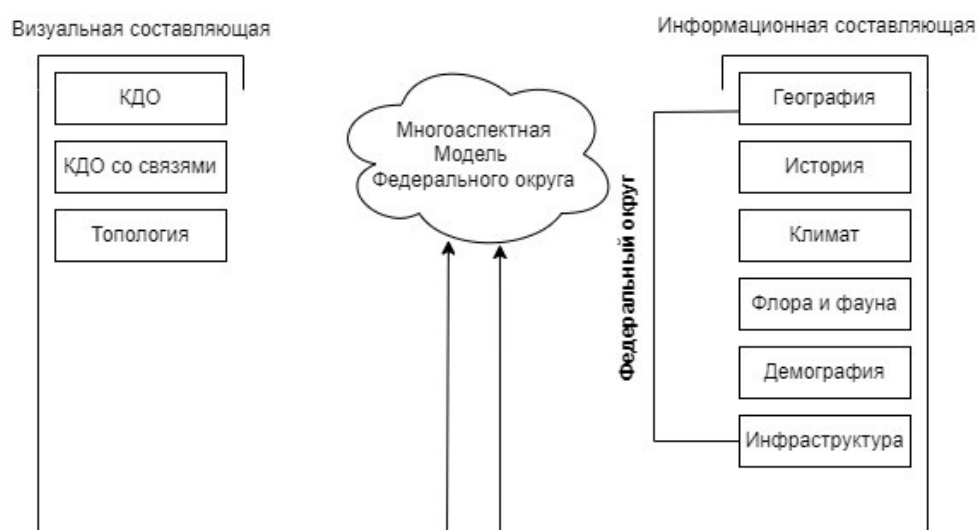 Визуальная составляющая
КДО
КДО со связями
Топология
Многоаспектная
Модель
Федерального округа
Информационная составляющая
Федеральный округ
География
История
Климат
Флора и фауна
Демография
Инфраструктура